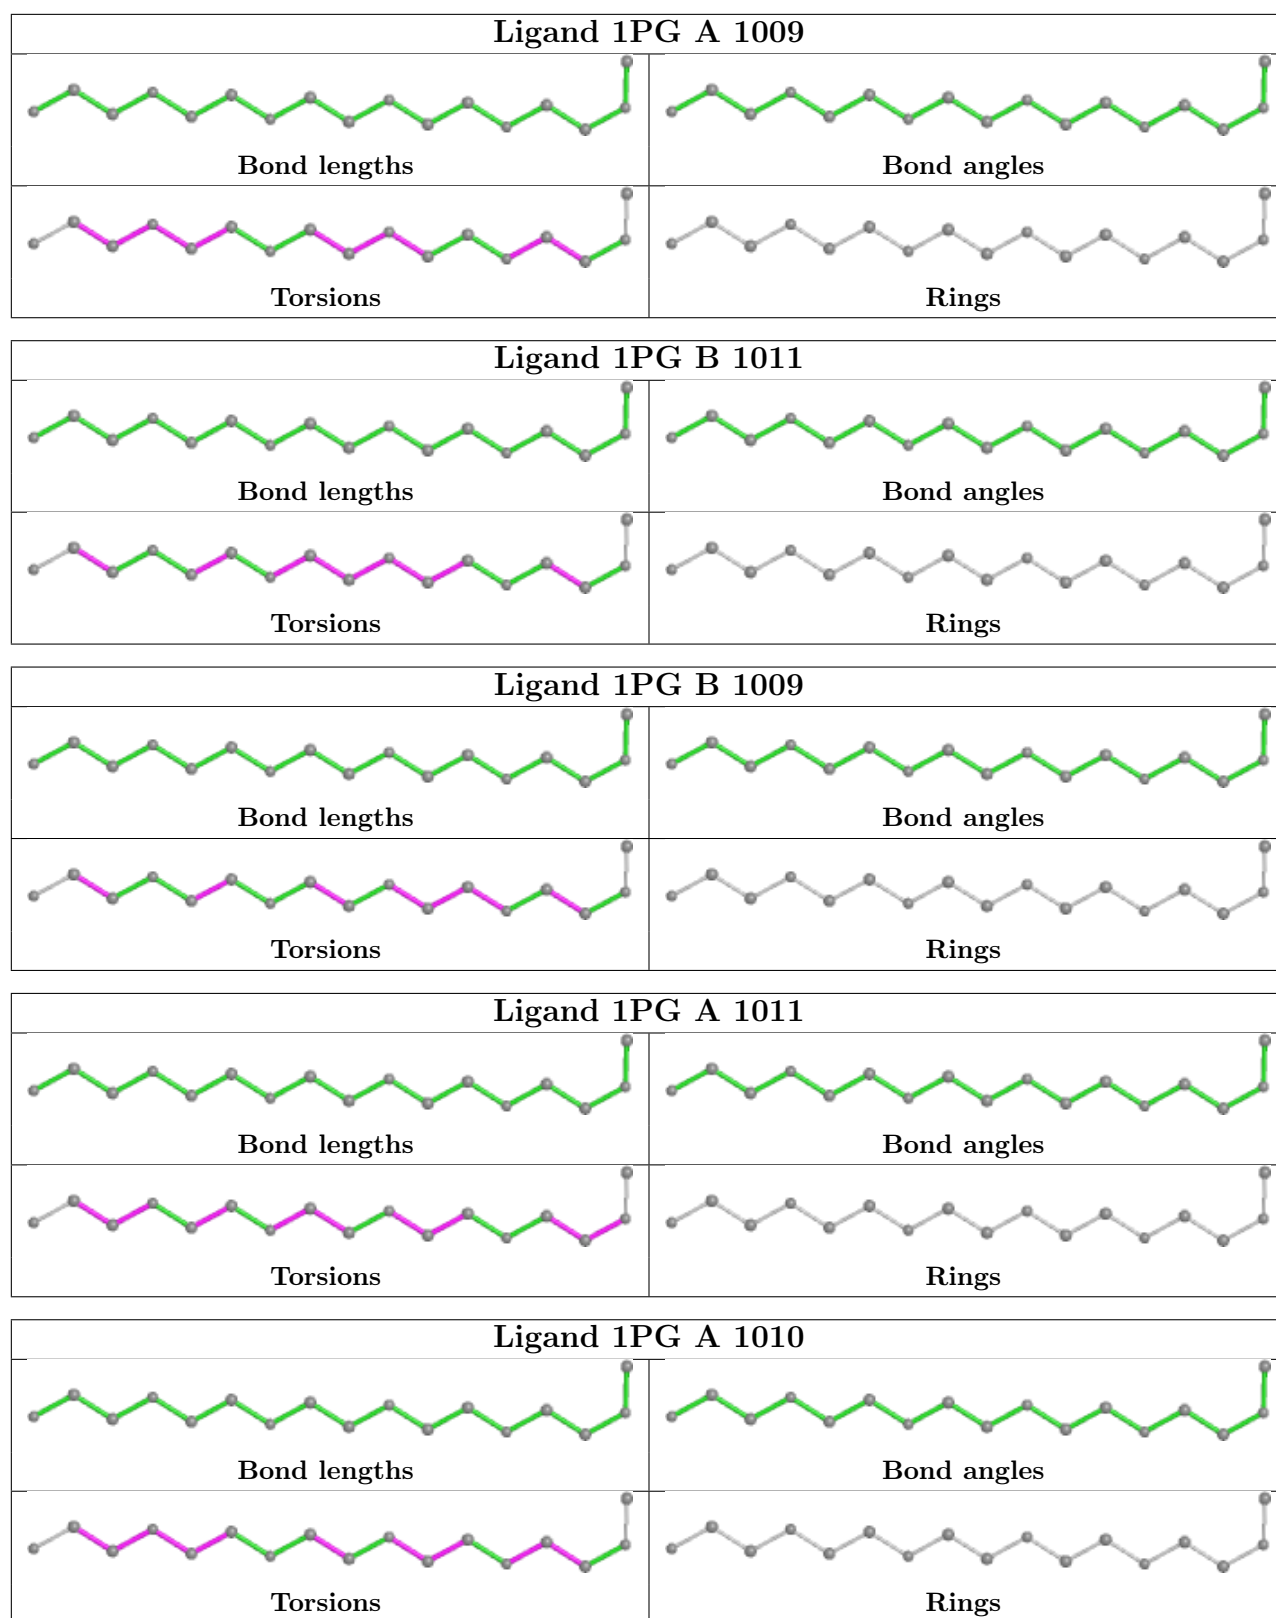 Ligand 1PG A 1009
Bond lengths
Bond angles
Torsions
Rings
Ligand 1PG B 1011
Bond lengths
Bond angles
Torsions
Rings
Ligand 1PG B 1009
Bond lengths
Bond angles
Torsions
Rings
Ligand 1PG A 1011
Bond lengths
Bond angles
Torsions
Rings
Ligand 1PG A 1010
Bond lengths
Bond angles
Torsions
Rings